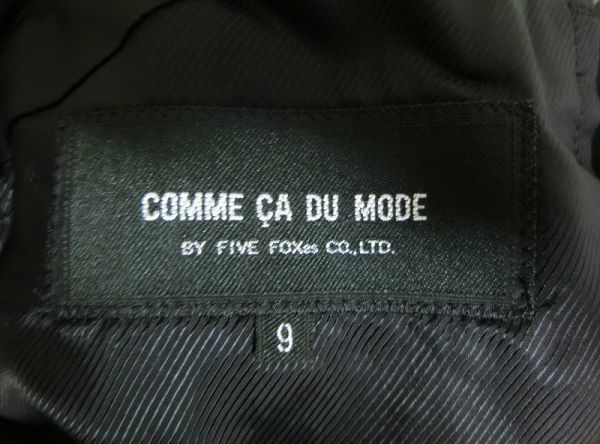 COMME ÇA DU MODE
BY FIVE FOXes CO.,LTD.
9